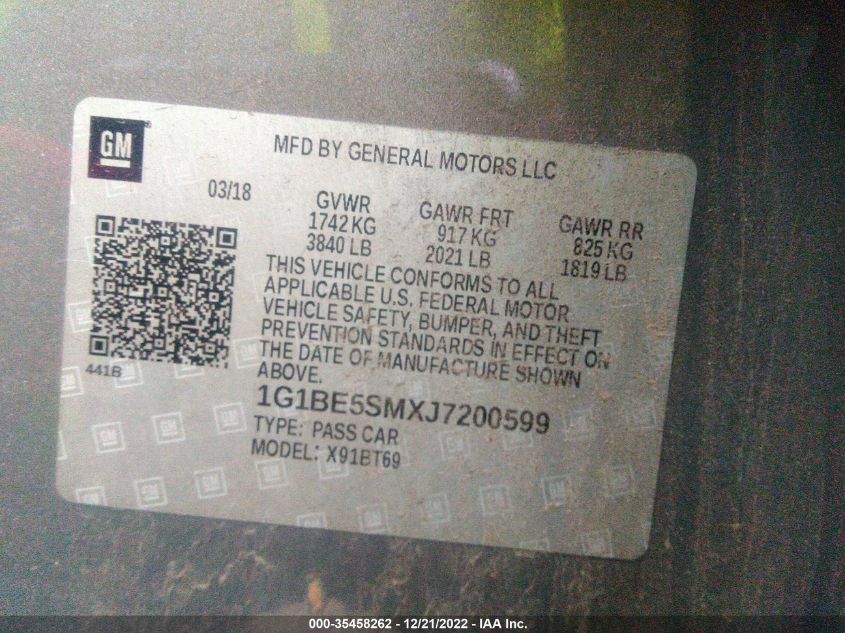 GM
MFD BY GENERAL MOTORS LLC
03/18
GVWR GAWR FRT GAWR RR
1742 KG 917 KG 825 KG
3840 LB 2021 LB 1819 LB
THIS VEHICLE CONFORMS TO ALL
APPLICABLE U.S. FEDERAL MOTOR
VEHICLE SAFETY, BUMPER, AND THEFT
PREVENTION STANDARDS IN EFFECT ON
THE DATE OF MANUFACTURE SHOWN
ABOVE.
441B
1G1BE5SMXJ7200599
TYPE: PASS CAR
MODEL: X91BT69
000-35458262 - 12/21/2022 - IAA Inc.